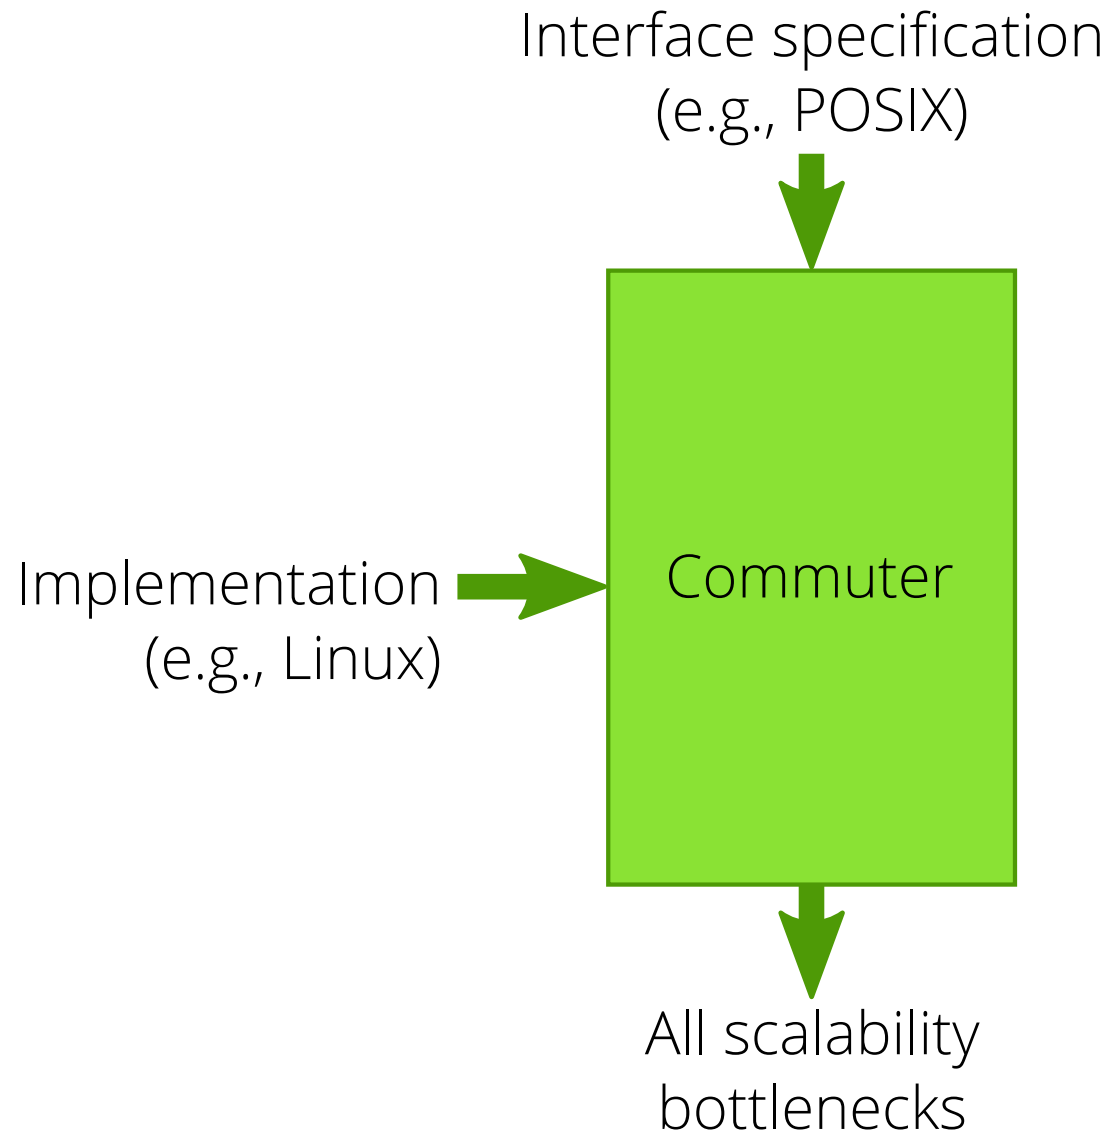 Interface specification
(e.g., POSIX)
Implementation
(e.g., Linux)
Commuter
All scalability
bottlenecks